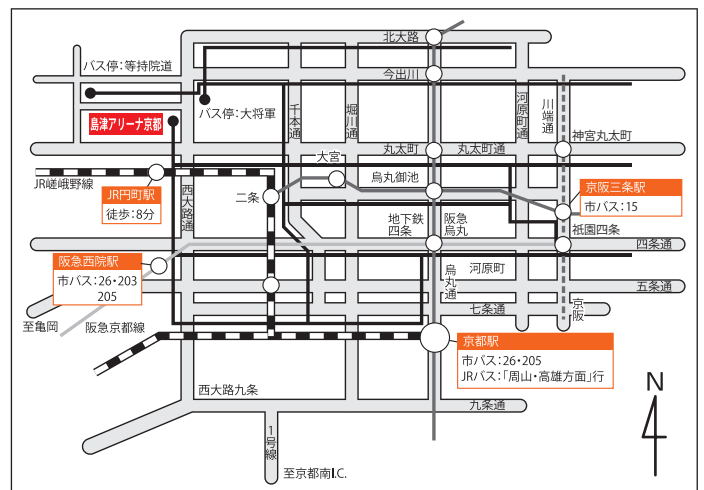 北大路
バス停：等持院道
今出川
島津アリーナ京都
バス停：大将軍
千本通
堀川通
河原町通
川端通
神宮丸太町
丸太町
丸太町通
大宮
烏丸御池
JR嵯峨野線
JR円町駅
徒歩：8分
西大路通
二条
京阪三条駅
市バス：15
地下鉄
四条
阪急
烏丸
祇園四条
四条通
阪急西院駅
市バス：26・203
205
烏丸通
河原町
五条通
七条通
京阪
至亀岡
阪急京都線
京都駅
市バス：26・205
JRバス：「周山・高雄方面」行
西大路九条
九条通
1号線
至京都南I.C.
N